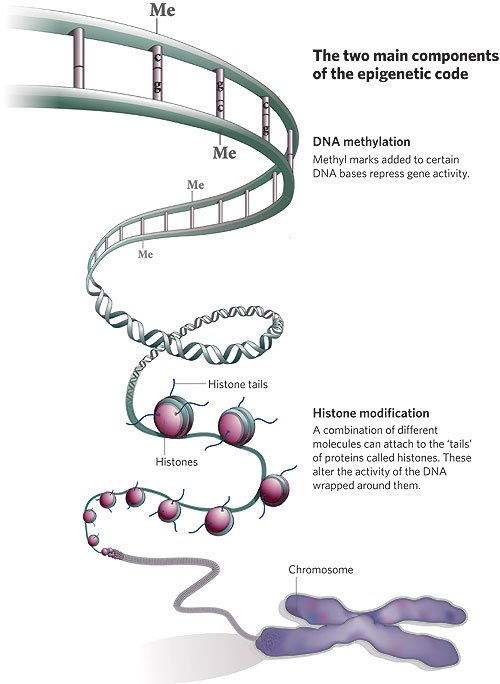 Me
The two main components
of the epigenetic code
c
g
g
c
c
g
Me
DNA methylation
Methyl marks added to certain
DNA bases repress gene activity.
Me
Me
Histone tails
Histones
Histone modification
A combination of different
molecules can attach to the ‘tails’
of proteins called histones. These
alter the activity of the DNA
wrapped around them.
Chromosome